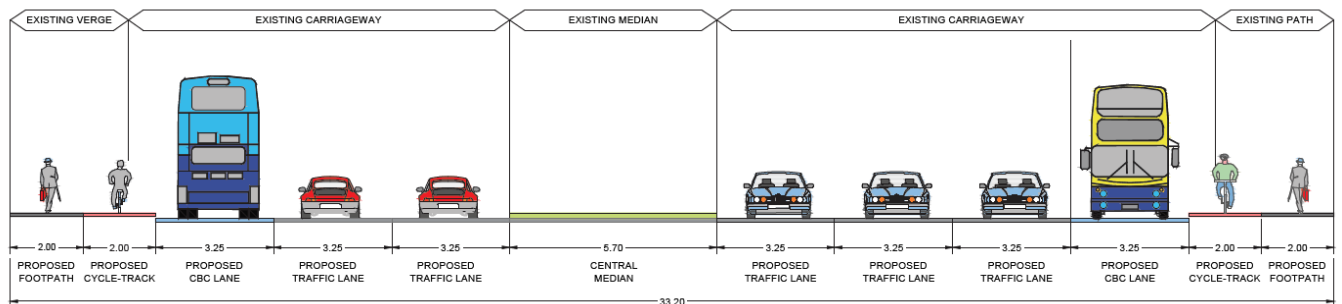 EXISTING VERGE EXISTING CARRIAGEWAY EXISTING MEDIAN EXISTING CARRIAGEWAY EXISTING PATH
2.00 2.00 3.25 3.25 3.25 5.70 3.25 3.25 3.25 3.25 2.00 2.00
PROPOSED PROPOSED PROPOSED PROPOSED PROPOSED CENTRAL PROPOSED PROPOSED PROPOSED PROPOSED PROPOSED PROPOSED
FOOTPATH CYCLE-TRACK CBC LANE TRAFFIC LANE TRAFFIC LANE MEDIAN TRAFFIC LANE TRAFFIC LANE TRAFFIC LANE CBC LANE CYCLE-TRACK FOOTPATH
33.20